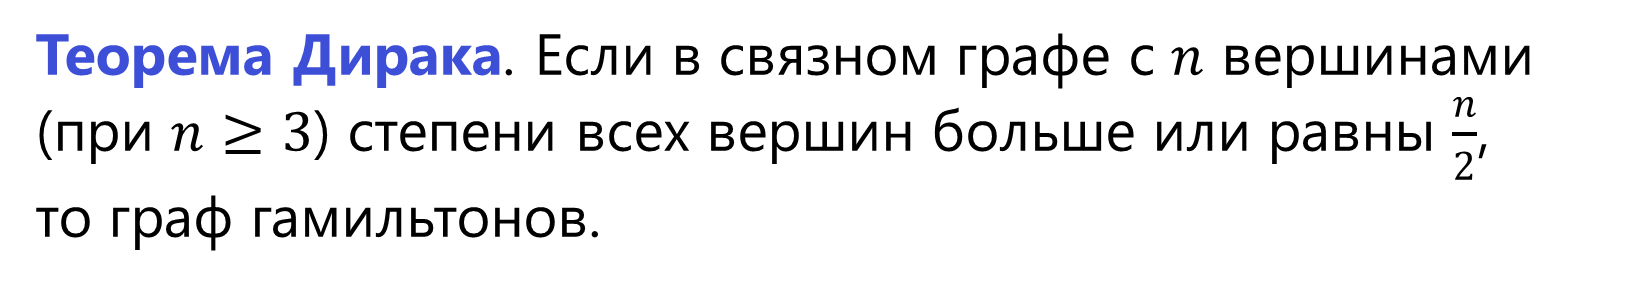 Теорема Дирака. Если в связном графе с n вершинами
(при n ≥ 3) степени всех вершин больше или равны n/2,
то граф гамильтонов.